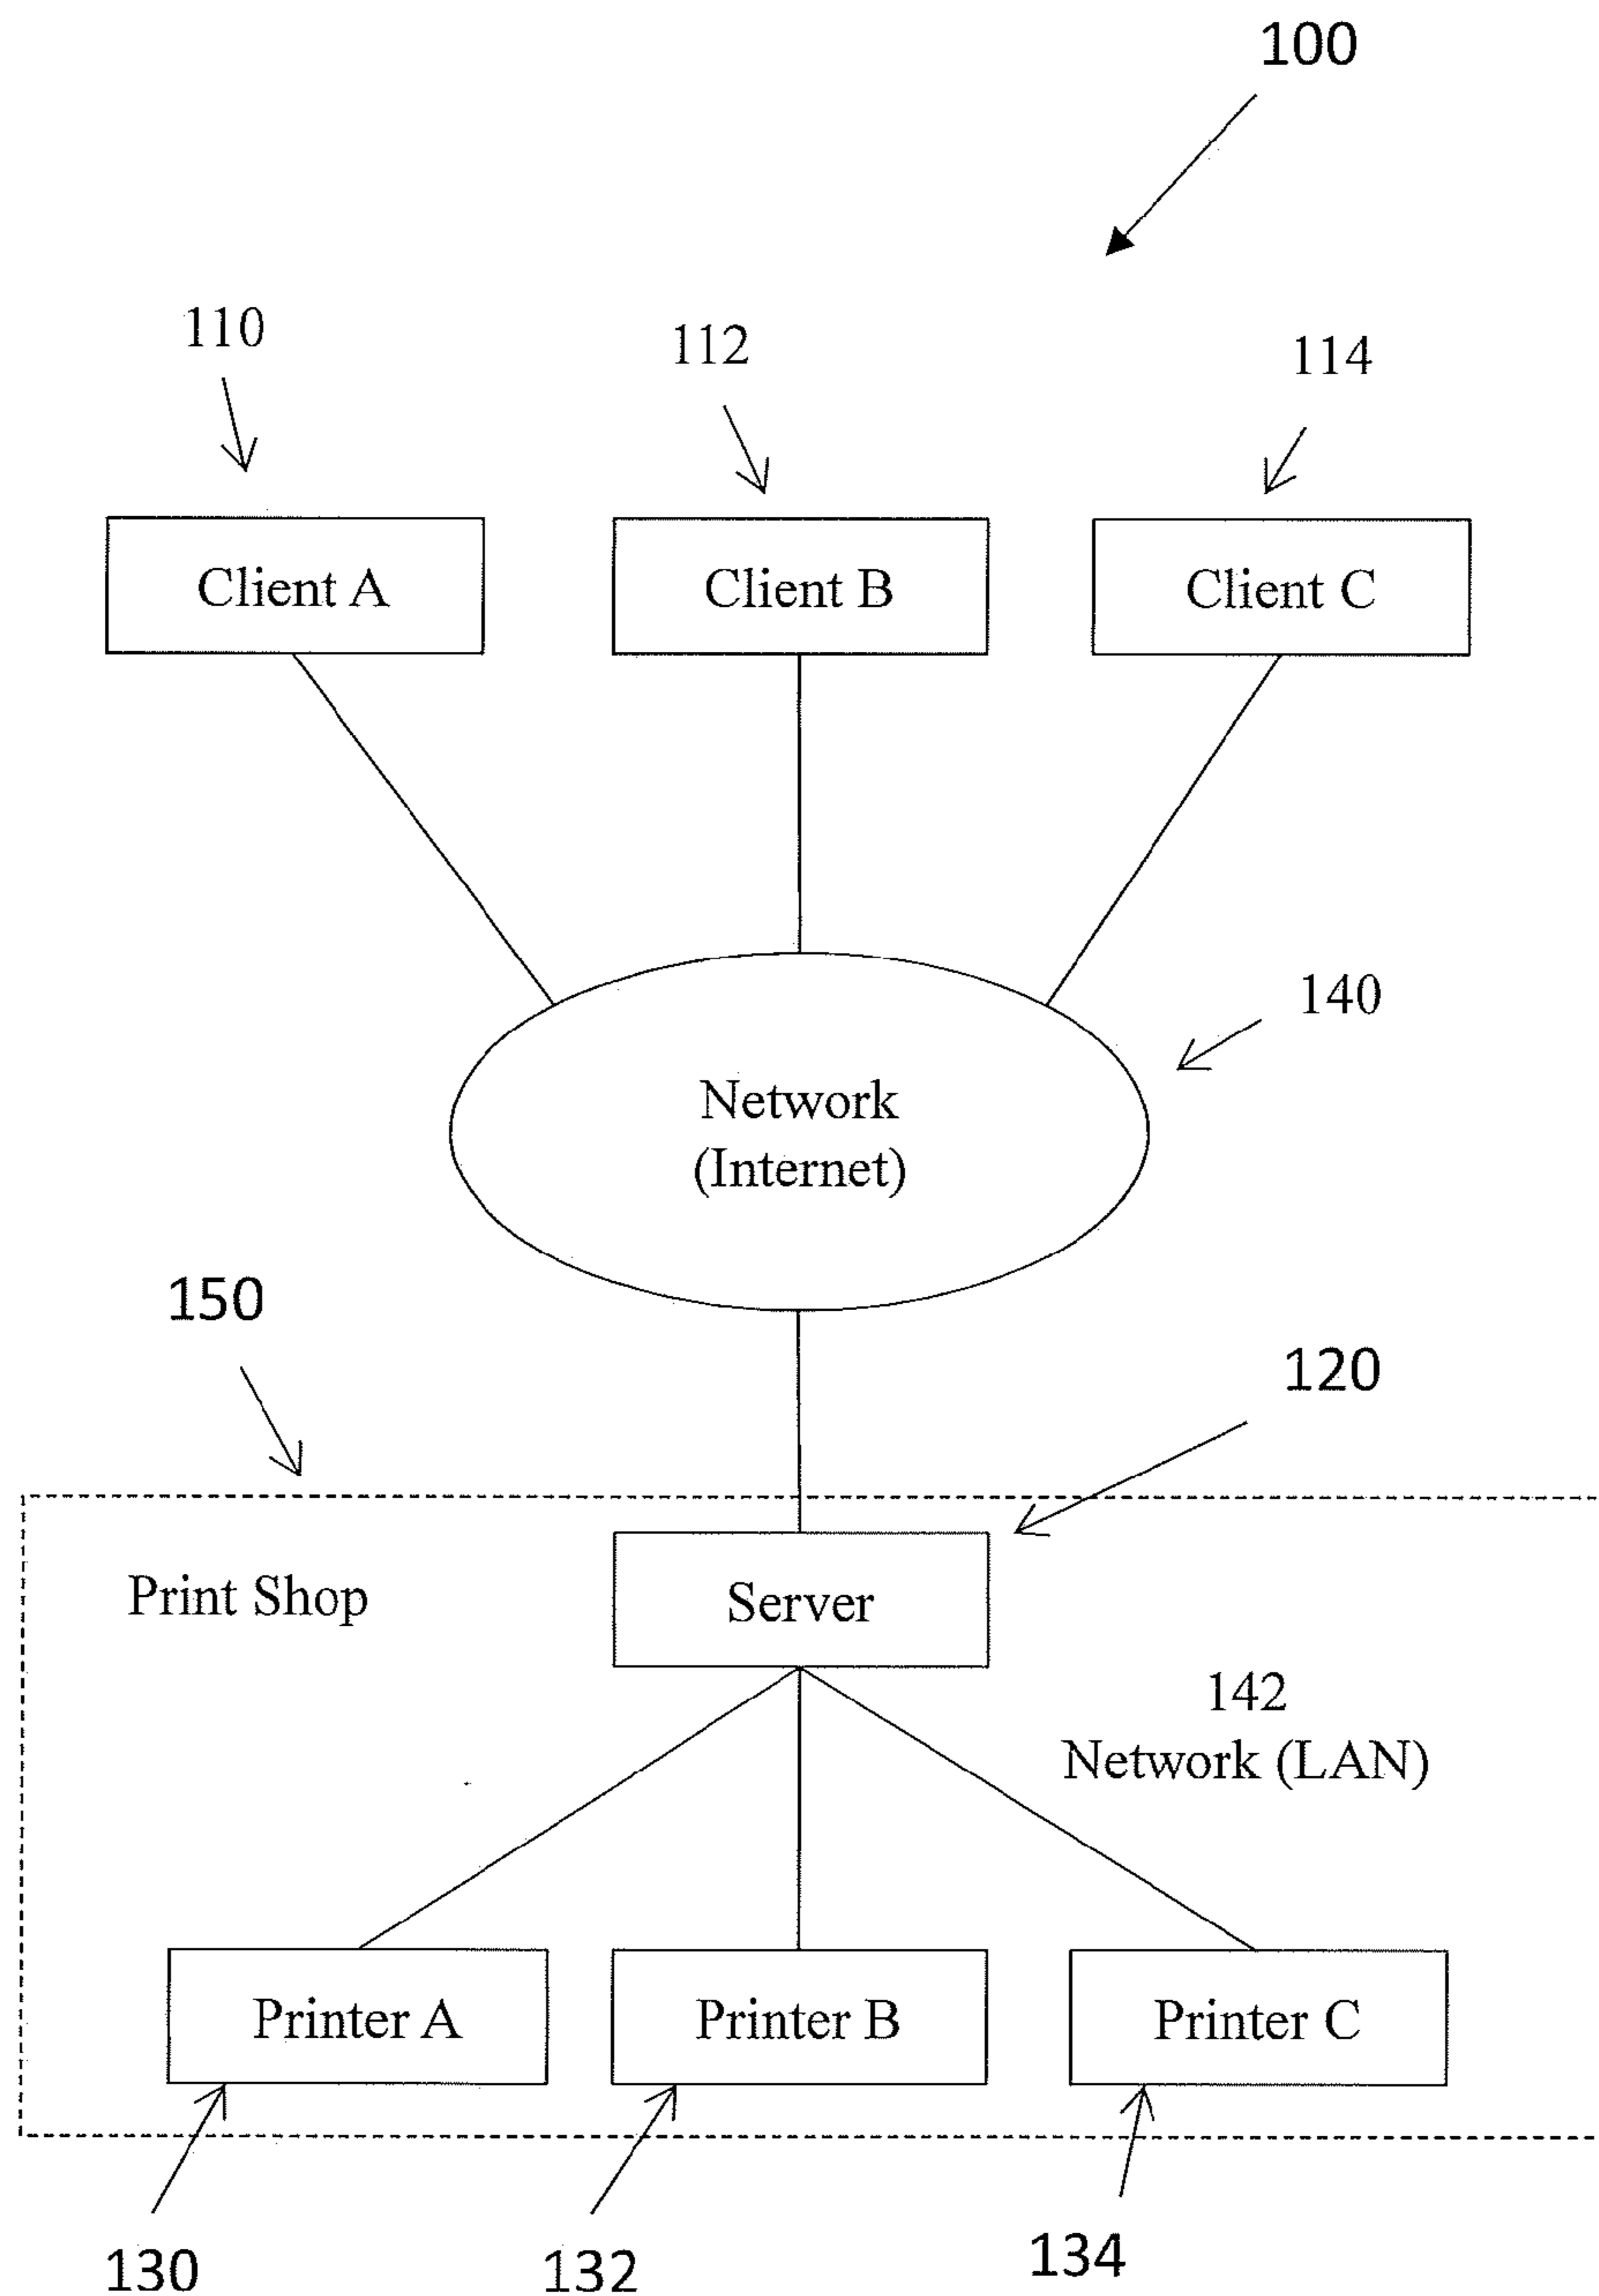 100
110
112
114
Client A
Client B
Client C
140
Network
(Internet)
150
120
Print Shop
Server
142
Network (LAN)
Printer A
Printer B
Printer C
130
132
134